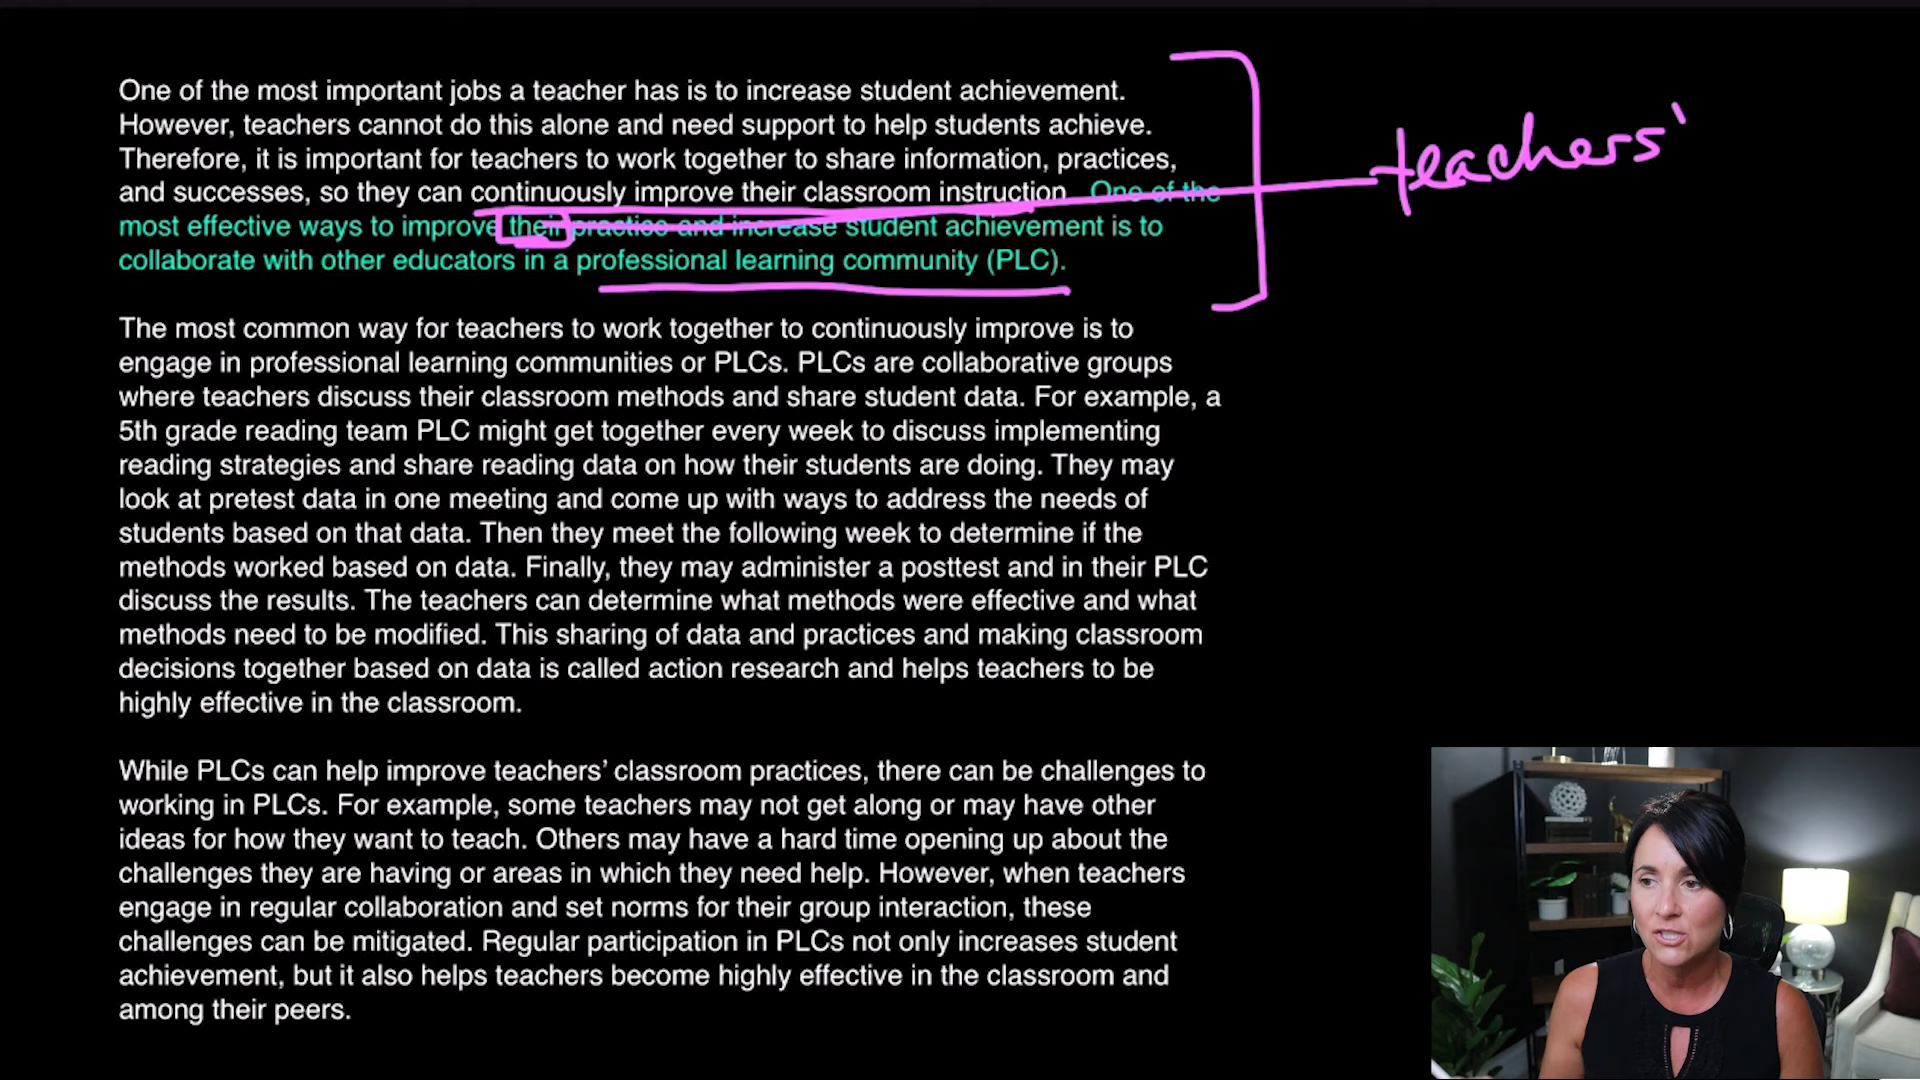 One of the most important jobs a teacher has is to increase student achievement.
However, teachers cannot do this alone and need support to help students achieve.
Therefore, it is important for teachers to work together to share information, practices,
and successes, so they can continuously improve their classroom instruction. One of the
most effective ways to improve their practice and increase student achievement is to
collaborate with other educators in a professional learning community (PLC).
teachers'
The most common way for teachers to work together to continuously improve is to
engage in professional learning communities or PLCs. PLCs are collaborative groups
where teachers discuss their classroom methods and share student data. For example, a
5th grade reading team PLC might get together every week to discuss implementing
reading strategies and share reading data on how their students are doing. They may
look at pretest data in one meeting and come up with ways to address the needs of
students based on that data. Then they meet the following week to determine if the
methods worked based on data. Finally, they may administer a posttest and in their PLC
discuss the results. The teachers can determine what methods were effective and what
methods need to be modified. This sharing of data and practices and making classroom
decisions together based on data is called action research and helps teachers to be
highly effective in the classroom.
While PLCs can help improve teachers’ classroom practices, there can be challenges to
working in PLCs. For example, some teachers may not get along or may have other
ideas for how they want to teach. Others may have a hard time opening up about the
challenges they are having or areas in which they need help. However, when teachers
engage in regular collaboration and set norms for their group interaction, these
challenges can be mitigated. Regular participation in PLCs not only increases student
achievement, but it also helps teachers become highly effective in the classroom and
among their peers.